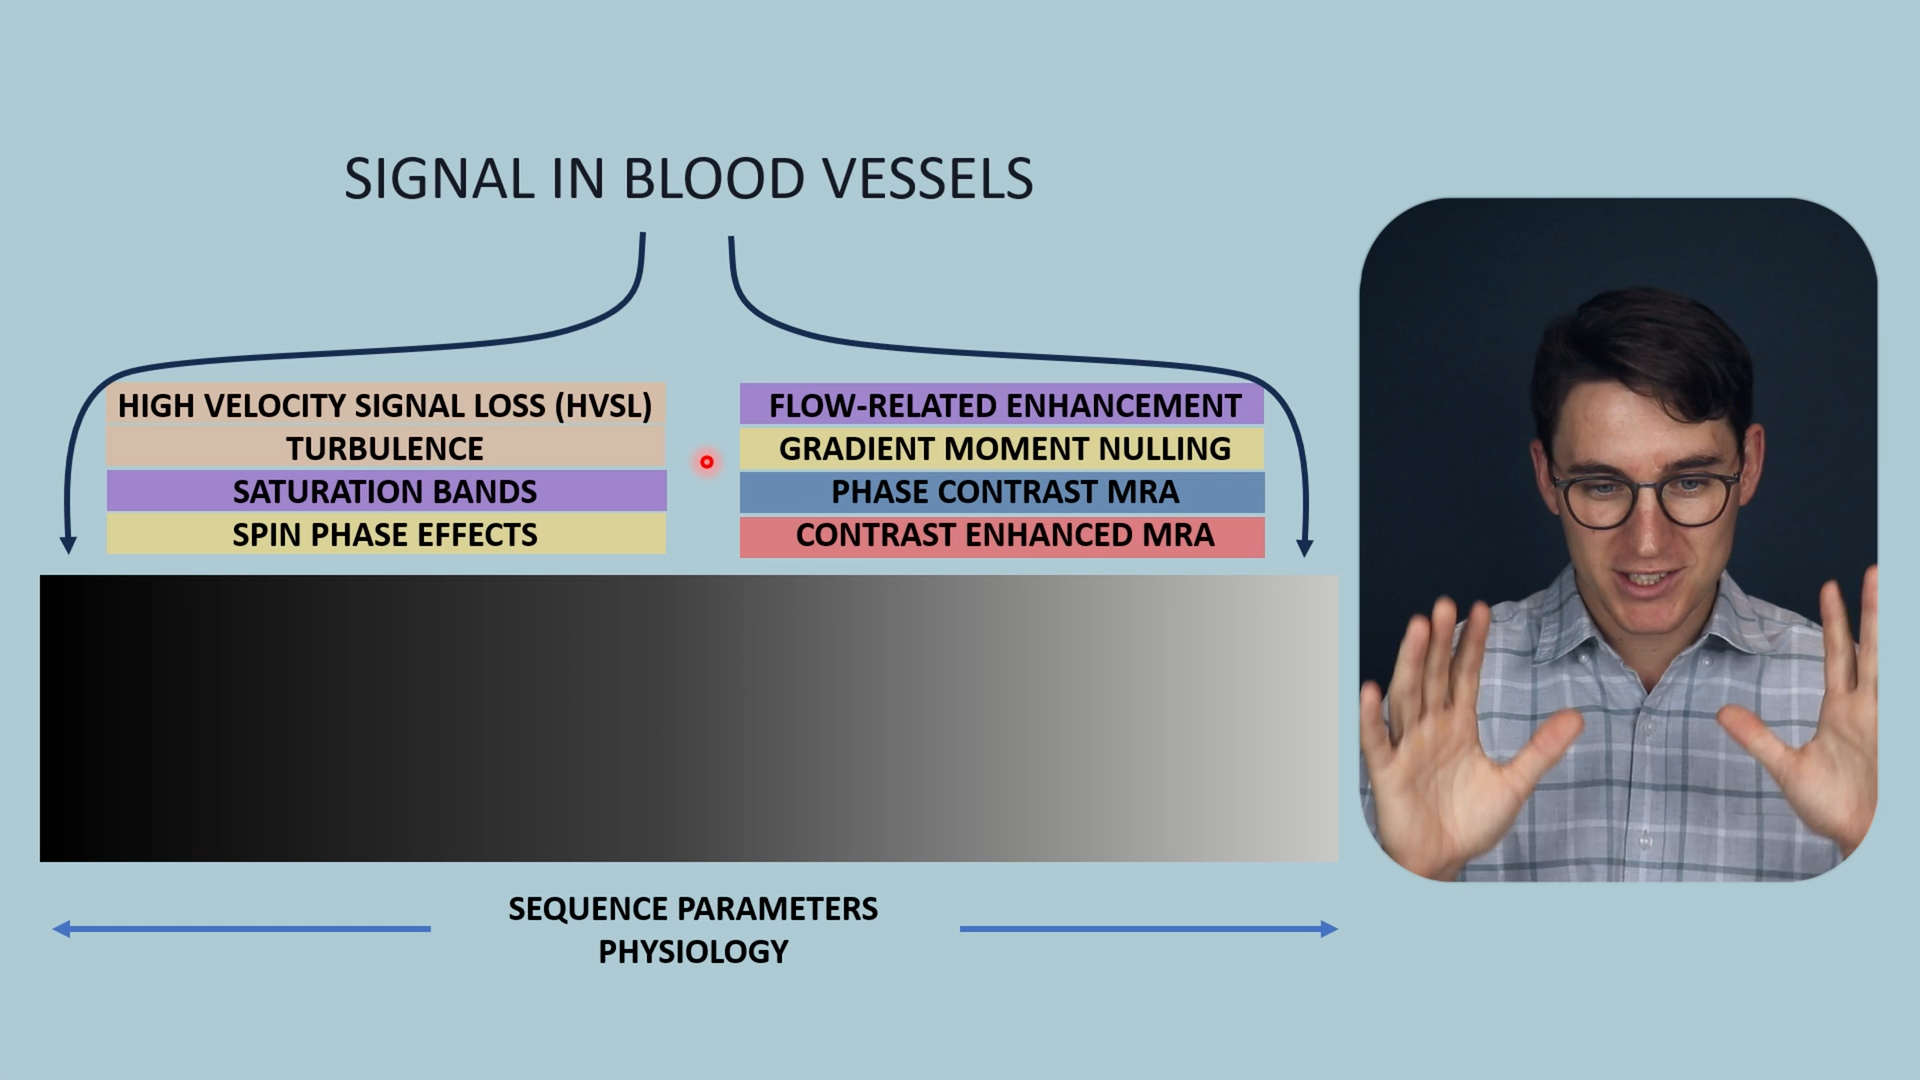 SIGNAL IN BLOOD VESSELS
HIGH VELOCITY SIGNAL LOSS (HVSL)
TURBULENCE
SATURATION BANDS
SPIN PHASE EFFECTS
FLOW-RELATED ENHANCEMENT
GRADIENT MOMENT NULLING
PHASE CONTRAST MRA
CONTRAST ENHANCED MRA
SEQUENCE PARAMETERS
PHYSIOLOGY